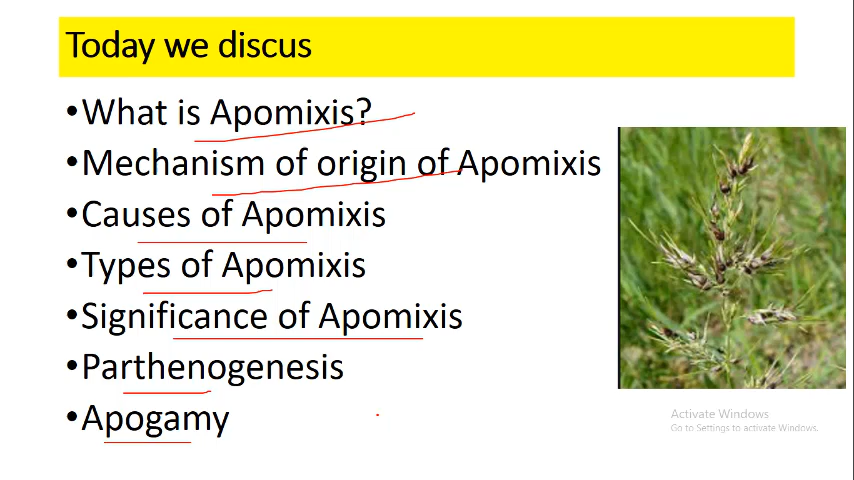 Today we discus
•What is Apomixis?
•Mechanism of origin of Apomixis
•Causes of Apomixis
•Types of Apomixis
•Significance of Apomixis
•Parthenogenesis
•Apogamy
Activate Windows
Go to Settings to activate Windows.